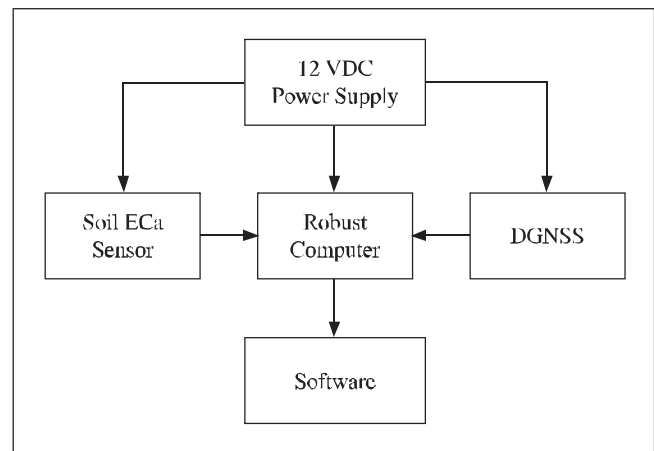 12 VDC
Power Supply
Soil ECa
Sensor
Robust
Computer
DGNSS
Software